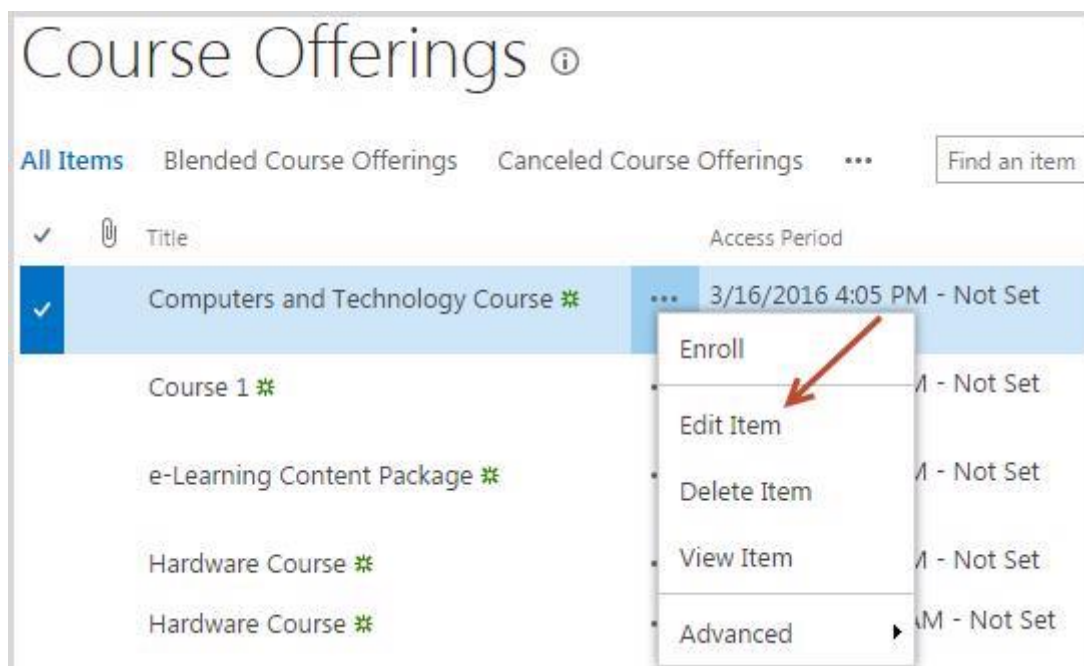 Course Offerings
All Items Blended Course Offerings Canceled Course Offerings ••• Find an item
Title Access Period
Computers and Technology Course ••• 3/16/2016 4:05 PM - Not Set
Enroll
Course 1 - Not Set
Edit Item
e-Learning Content Package - Not Set
Delete Item
Hardware Course - Not Set
View Item
Hardware Course AM - Not Set
Advanced